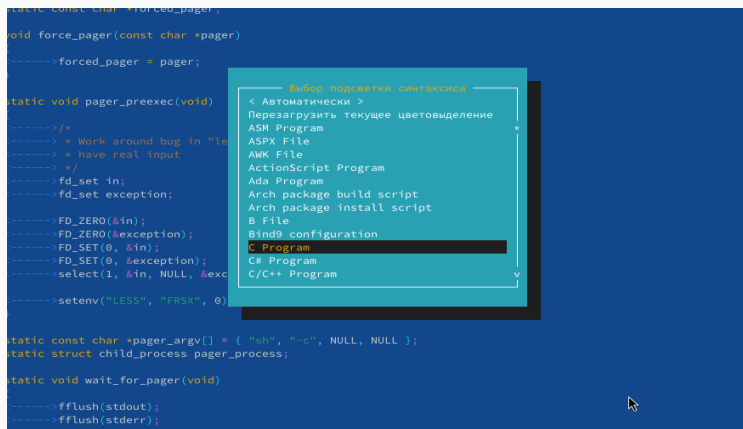 static const char *forced_pager;
void force_pager(const char *pager)
{
------>forced_pager = pager;
}
static void pager_preexec(void)
{
------>/*
------> * Work around bug in "le
------> * have real input
------> */
------>fd_set in;
------>fd_set exception;
------>FD_ZERO(&in);
------>FD_ZERO(&exception);
------>FD_SET(0, &in);
------>FD_SET(0, &exception);
------>select(1, &in, NULL, &exc
------>setenv("LESS", "FRSX", 0)
}
static const char *pager_argv[] = { "sh", "-c", NULL, NULL };
static struct child_process pager_process;
static void wait_for_pager(void)
{
------>fflush(stdout);
------>fflush(stderr);
Выбор подсветки синтаксиса
< Автоматически >
Перезагрузить текущее цветовыделение
ASM Program
ASPX File
AWK File
ActionScript Program
Ada Program
Arch package build script
Arch package install script
B File
Bind9 configuration
C Program
C# Program
C/C++ Program